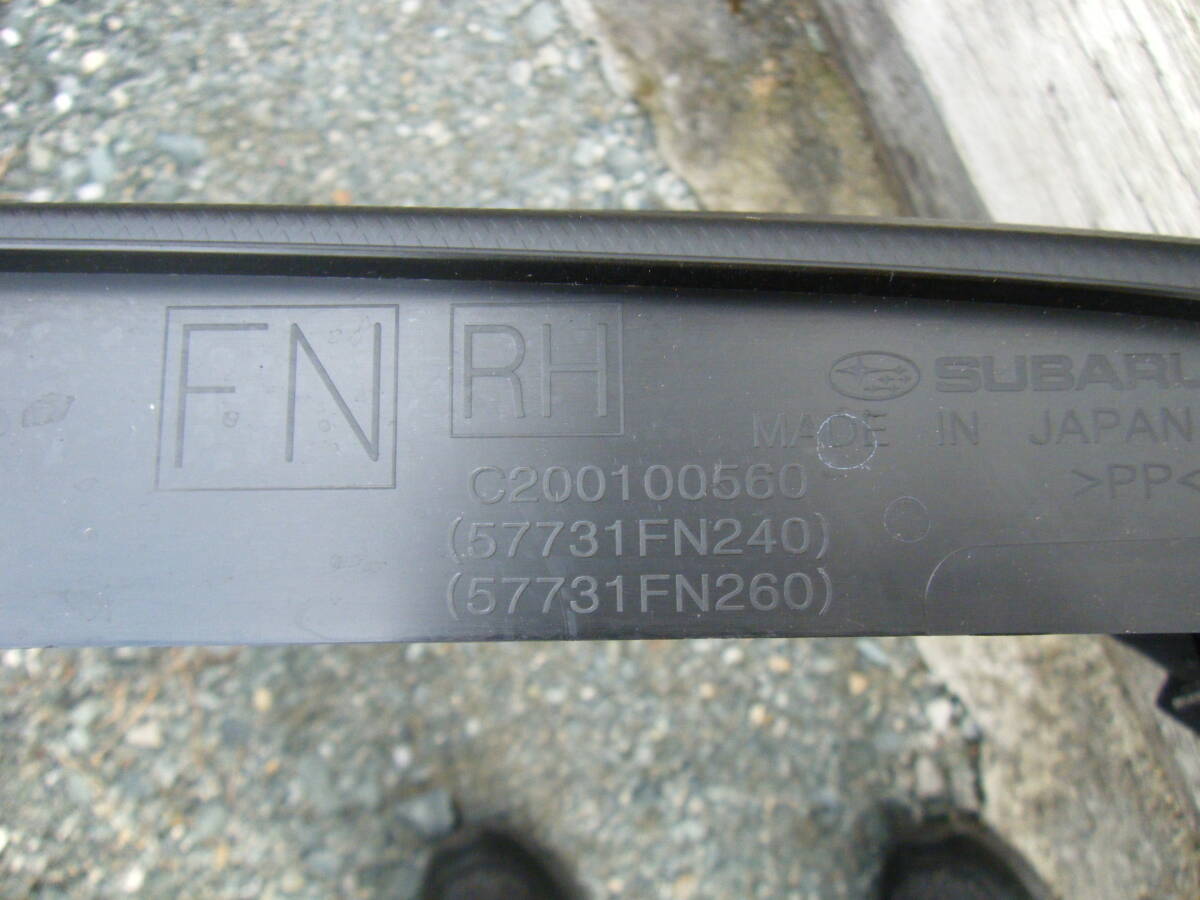 FN
RH
SUBARU
MADE IN JAPAN
>PP<
C200100560
(57731FN240)
(57731FN260)